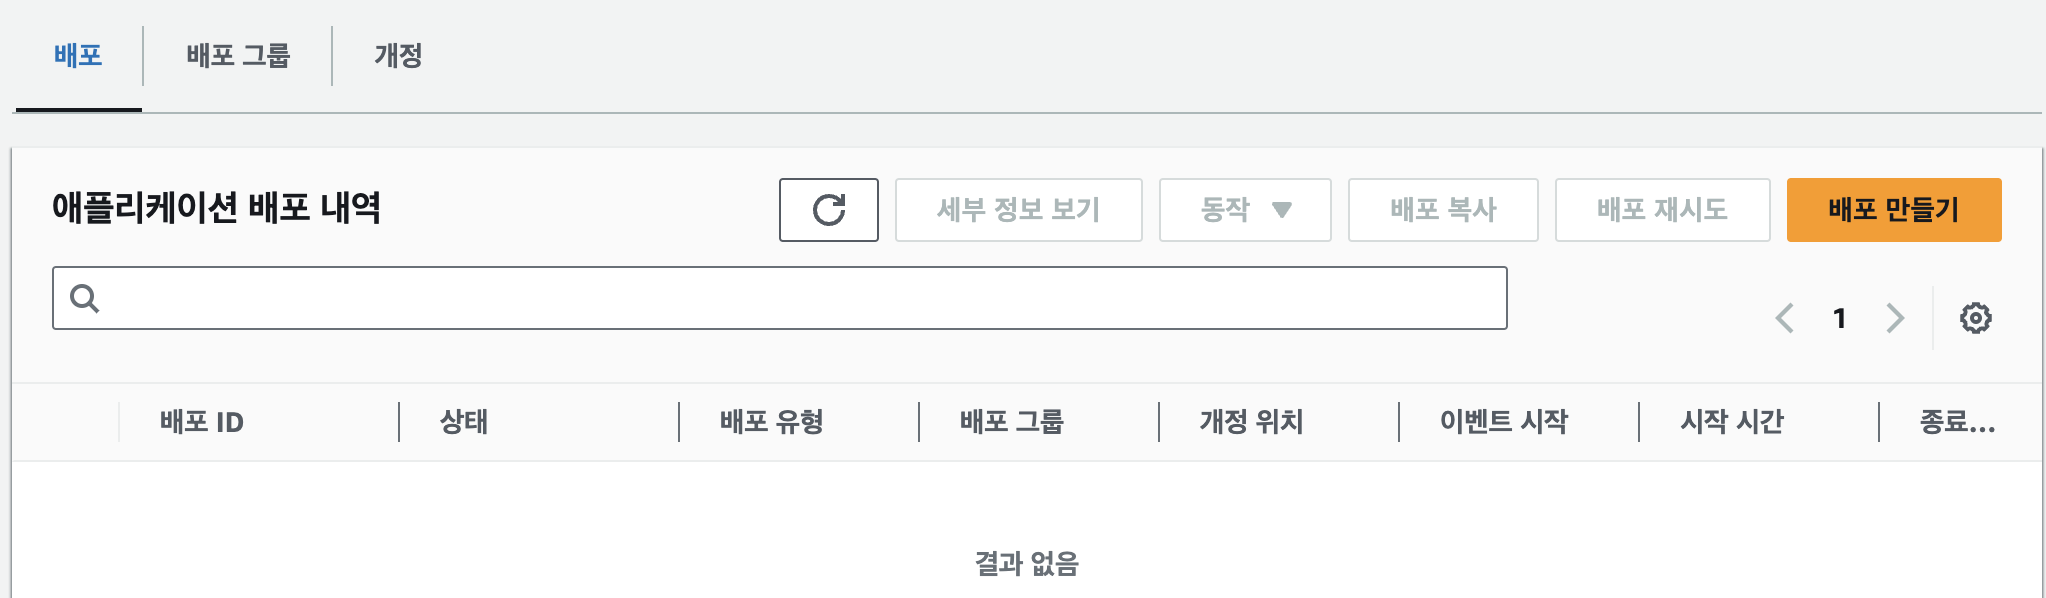 배포 배포 그룹 개정
애플리케이션 배포 내역 세부 정보 보기 동작 배포 복사 배포 재시도 배포 만들기
1
배포 ID 상태 배포 유형 배포 그룹 개정 위치 이벤트 시작 시작 시간 종료...
결과 없음